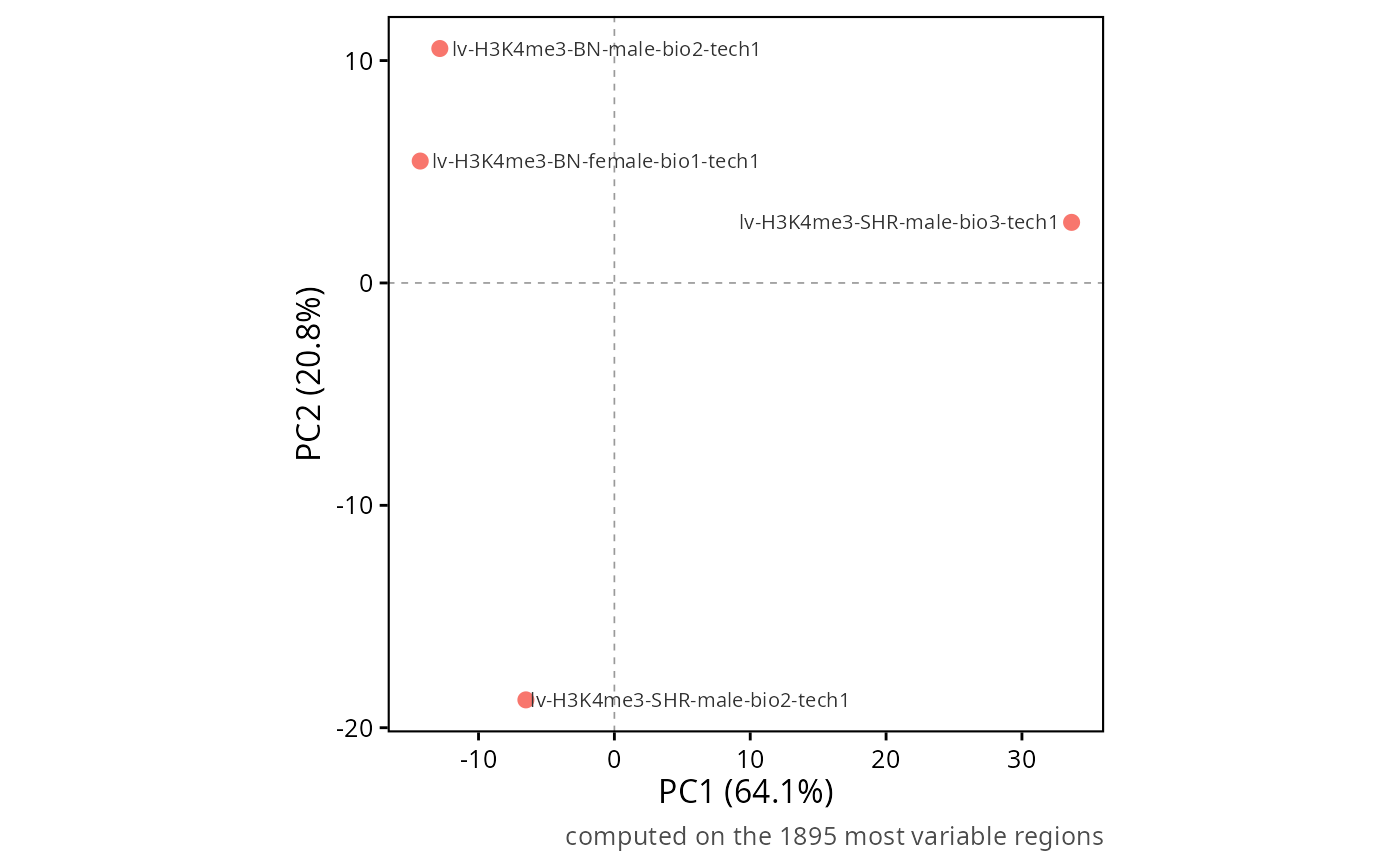 10
lv-H3K4me3-BN-male-bio2-tech1
lv-H3K4me3-BN-female-bio1-tech1
lv-H3K4me3-SHR-male-bio3-tech1
0
PC2 (20.8%)
-10
lv-H3K4me3-SHR-male-bio2-tech1
-20
-10 0 10 20 30
PC1 (64.1%)
computed on the 1895 most variable regions